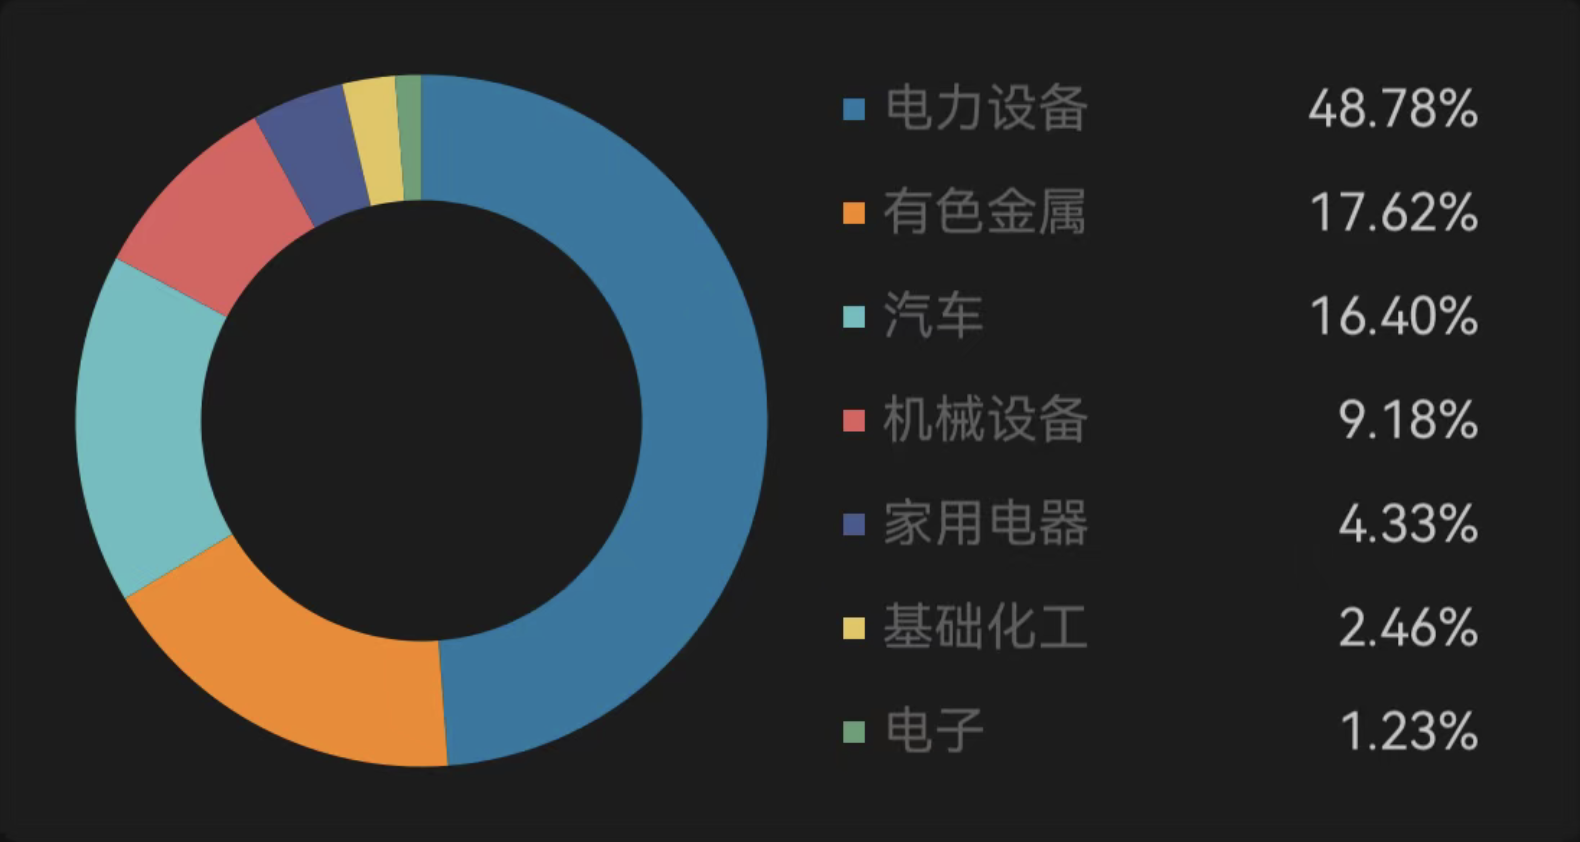 电力设备 48.78%
有色金属 17.62%
汽车 16.40%
机械设备 9.18%
家用电器 4.33%
基础化工 2.46%
电子 1.23%